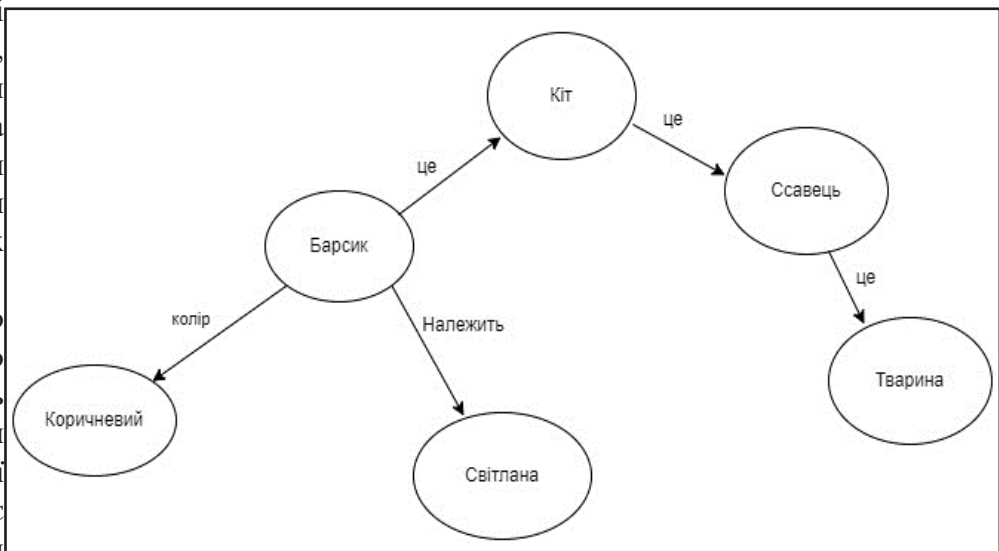 Кіт
це
це
Ссавець
Барсик
це
колір
Належить
Тварина
Коричневий
Світлана